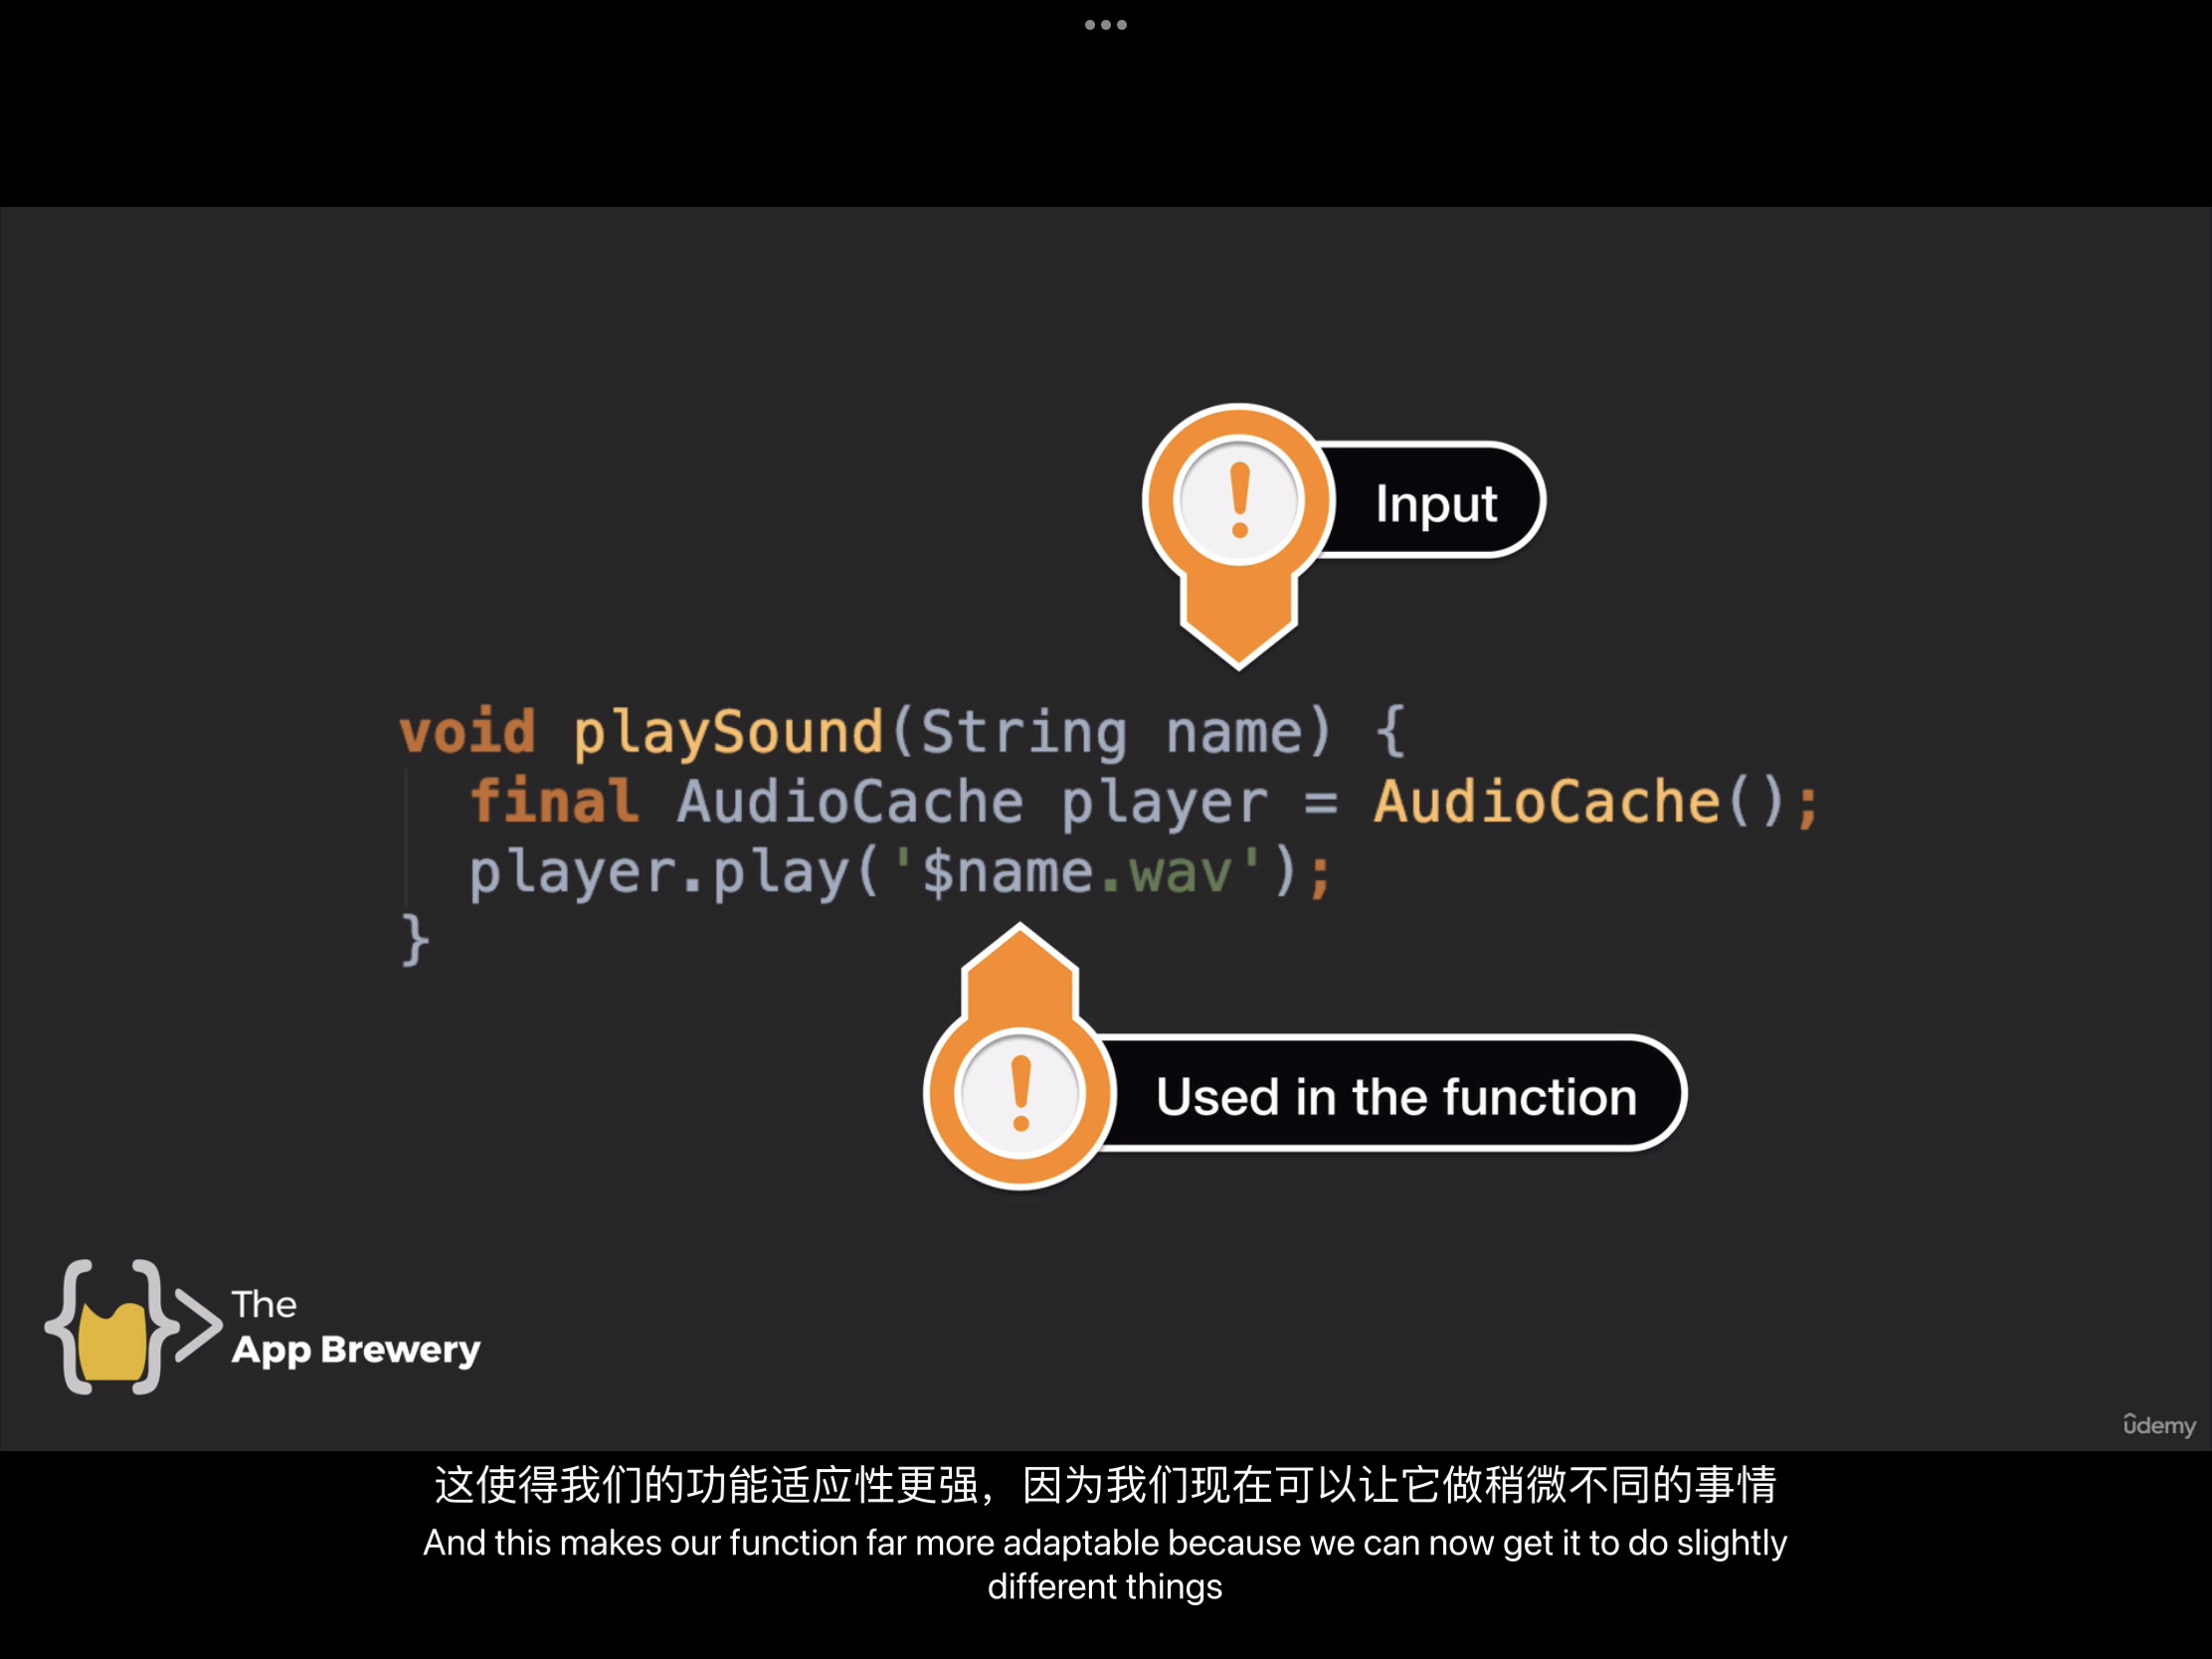 Input
void playSound(String name) {
final AudioCache player = AudioCache();
player.play('$name.wav');
}
Used in the function
The
App Brewery
ûdemy
这使得我们的功能适应性更强，因为我们现在可以让它做稍微不同的事情
And this makes our function far more adaptable because we can now get it to do slightly
different things